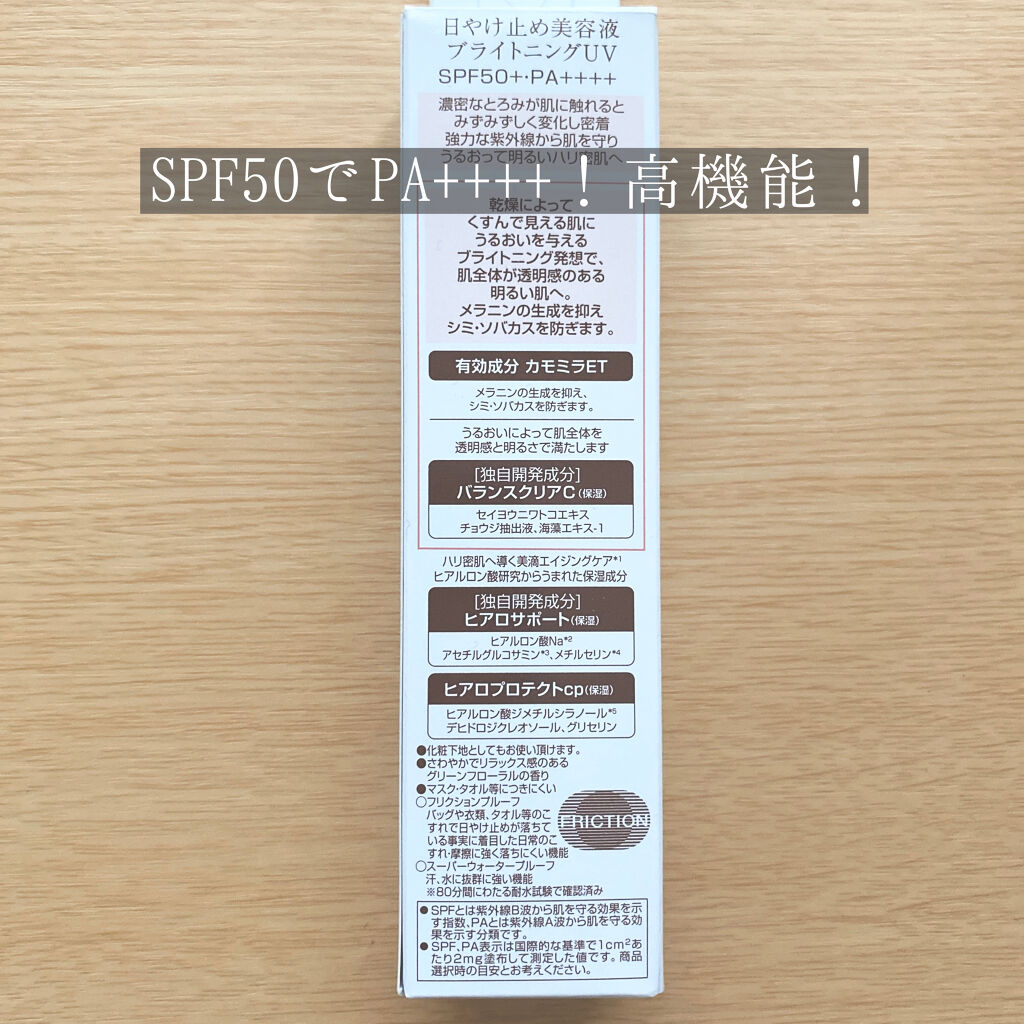 日やけ止め美容液
ブライトニングUV
SPF50+・PA++++
濃密なとろみが肌に触れると
みずみずしく変化し密着
強力な紫外線から肌を守り
うるおって明るいハリ密肌へ
SPF50でPA++++！高機能！
乾燥によって
くすんで見える肌に
うるおいを与える
ブライトニング発想で、
肌全体が透明感のある
明るい肌へ。
メラニンの生成を抑え
シミ・ソバカスを防ぎます。
有効成分 カモミラET
メラニンの生成を抑え、
シミ・ソバカスを防ぎます。
うるおいによって肌全体を
透明感と明るさで満たします
［独自開発成分］
バランスクリアC（保湿）
セイヨウニワトコエキス
チョウジ抽出液、海藻エキス-1
ハリ密肌へ導く美滴エイジングケア*1
ヒアルロン酸研究からうまれた保湿成分
［独自開発成分］
ヒアロサポート（保湿）
ヒアルロン酸Na*2
アセチルグルコサミン*3、メチルセリン*4
ヒアロプロテクトcp（保湿）
ヒアルロン酸ジメチルシラノール*5
デヒドロジクレオソール、グリセリン
●化粧下地としてもお使い頂けます。
●さわやかでリラックス感のある
グリーンフローラルの香り
●マスク・タオル等につきにくい
○フリクションプルーフ
バッグや衣類、タオル等のこ
すれで日やけ止めが落ちて
いる事実に着目した日常のこ
すれ・摩擦に強く落ちにくい機能
FRICTION
○スーパーウォータープルーフ
汗、水に抜群に強い機能
※80分間にわたる耐水試験で確認済み
●SPFとは紫外線B波から肌を守る効果を示
す指数、PAとは紫外線A波から肌を守る効
果を示す分類です。
●SPF、PA表示は国際的な基準で1cm²あ
たり2mg塗布して測定した値です。商品
選択時の目安とお考えください。